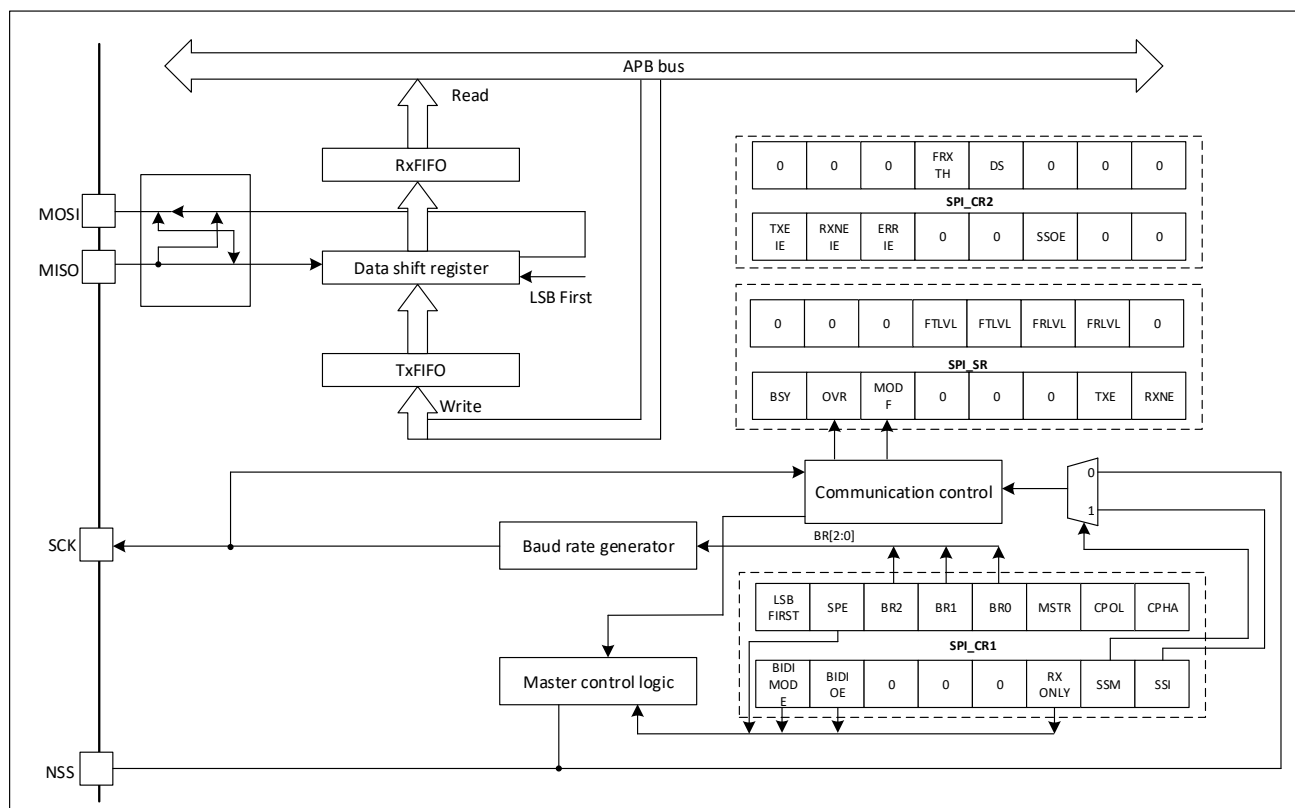 APB bus
Read
RxFIFO
MOSI
MISO
Data shift register
LSB First
TxFIFO
Write
0 0 0 FRX TH DS 0 0 0
SPI_CR2
TXE IE RXNE IE ERR IE 0 0 SSOE 0 0
0 0 0 FTLVL FTLVL FRLVL FRLVL 0
SPI_SR
BSY OVR MOD F 0 0 0 TXE RXNE
Communication control
0
1
SCK
Baud rate generator
BR[2:0]
LSB FIRST SPE BR2 BR1 BR0 MSTR CPOL CPHA
SPI_CR1
BIDI MOD E BIDI OE 0 0 0 RX ONLY SSM SSI
Master control logic
NSS